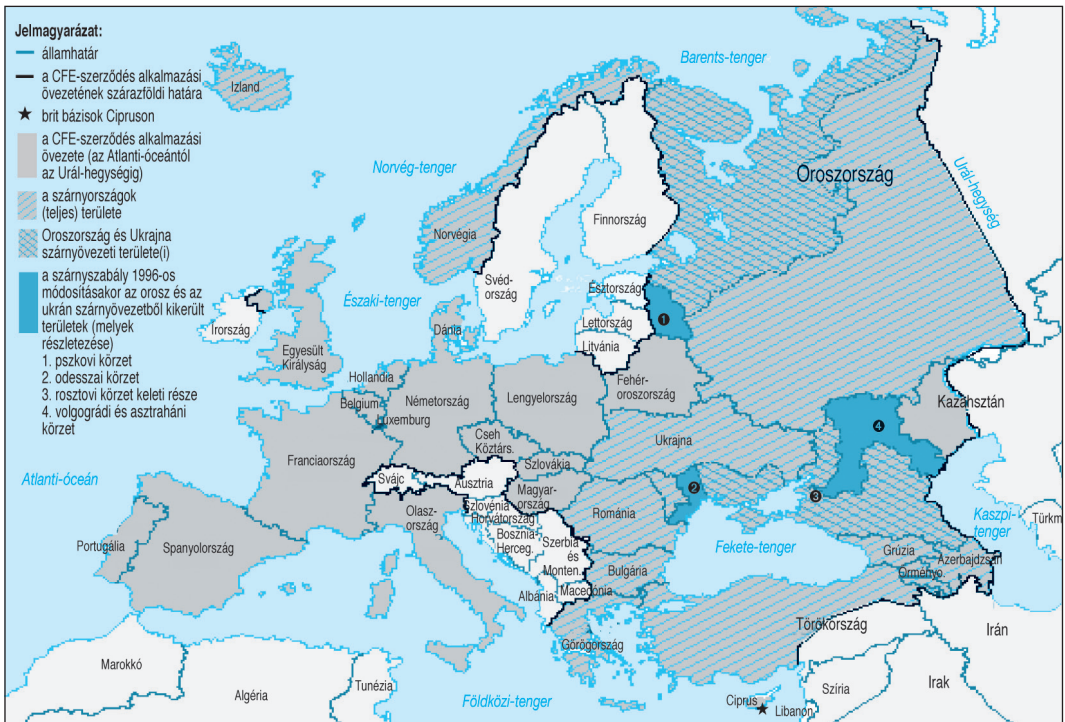 Jelmagyarázat:
államhatár
a CFE-szerződés alkalmazási
övezetének szárazföldi határa
brit bázisok Cipruson
a CFE-szerződés alkalmazási
övezete (az Atlanti-óceántól
az Urál-hegységig)
a szárnyországok
(teljes) területe
Oroszország és Ukrajna
szárnyövezeti területe(i)
a szárnyszabály 1996-os
módosításakor az orosz és az
ukrán szárnyövezetből kikerült
területek (melyek
részletezése)
1. pszkovi körzet
2. odesszai körzet
3. rosztovi körzet keleti része
4. volgográdi és asztraháni
körzet
Izland
Barents-tenger
Norvég-tenger
Oroszország
Urál-hegység
Finnország
Norvégia
Svéd-
ország
Észtország
Északi-tenger
1
Lettország
Írország
Dánia
Litvánia
Egyesült
Királyság
Hollandia
Németország
Lengyelország
Fehér-
oroszország
Belgium
Luxemburg
Kazahsztán
4
Cseh
Köztárs.
Ukrajna
Franciaország
Szlovákia
Svájc
Ausztria
Atlanti-óceán
Magyar-
ország
2
3
Szlovénia
Horvátország
Olasz-
ország
Románia
Kaszpi-
tenger
Türkm
Bosznia
Herceg.
Szerbia
és
Monten.
Portugália
Spanyolország
Fekete-tenger
Grúzia
Azerbajdzsán
Örményo.
Bulgária
Albánia
Macedónia
Törökország
Görögország
Irán
Marokkó
Algéria
Tunézia
Földközi-tenger
Ciprus
Libanon
Szíria
Irak